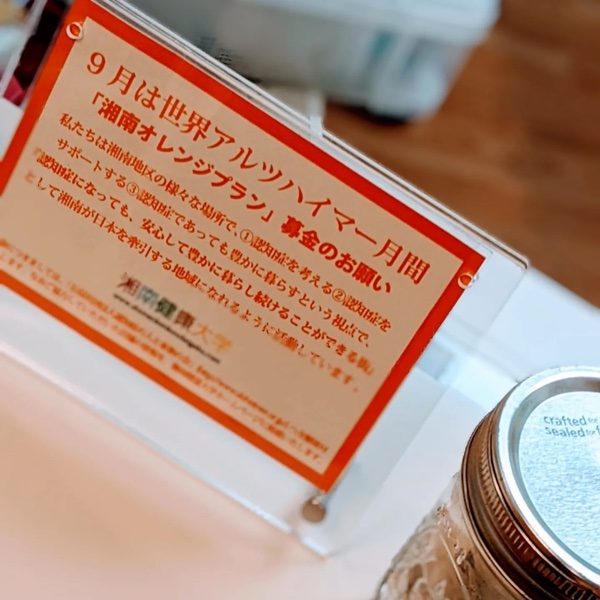 9月は世界アルツハイマー月間
「湘南オレンジプラン」募金のお願い
私たちは湘南地区の様々な場所で、①認知症を考える②認知症を
サポートする③認知症であっても豊かに暮らすという視点で、
『認知症になっても、安心して豊かに暮らし続けることができる街』
として湘南が日本を牽引する地域になれるように活動しています。
湘南健康大学
crafted for
sealed for